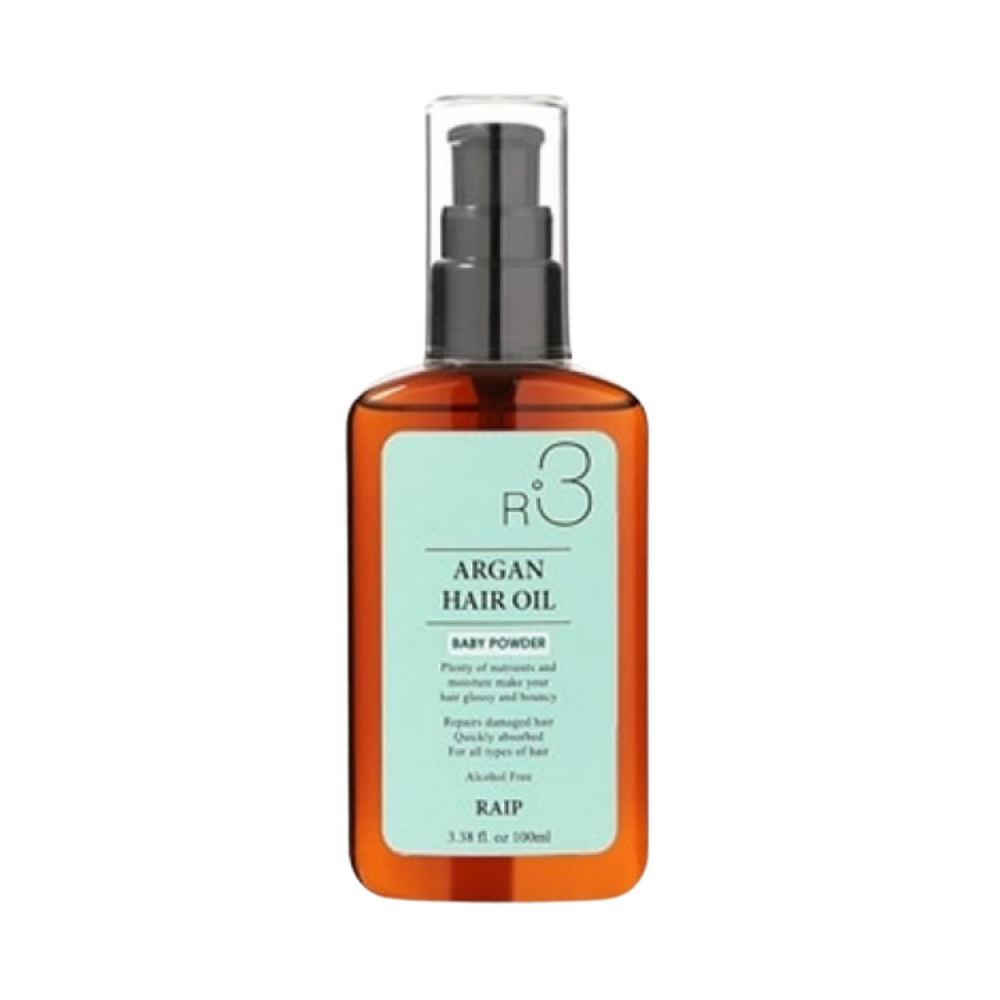 R°3
ARGAN
HAIR OIL
BABY POWDER
Plenty of nutrients and
moisture make your
hair glossy and bouncy
Repairs damaged hair
Quickly absorbed
For all types of hair
Alcohol Free
RAIP
3.38 fl. oz 100ml